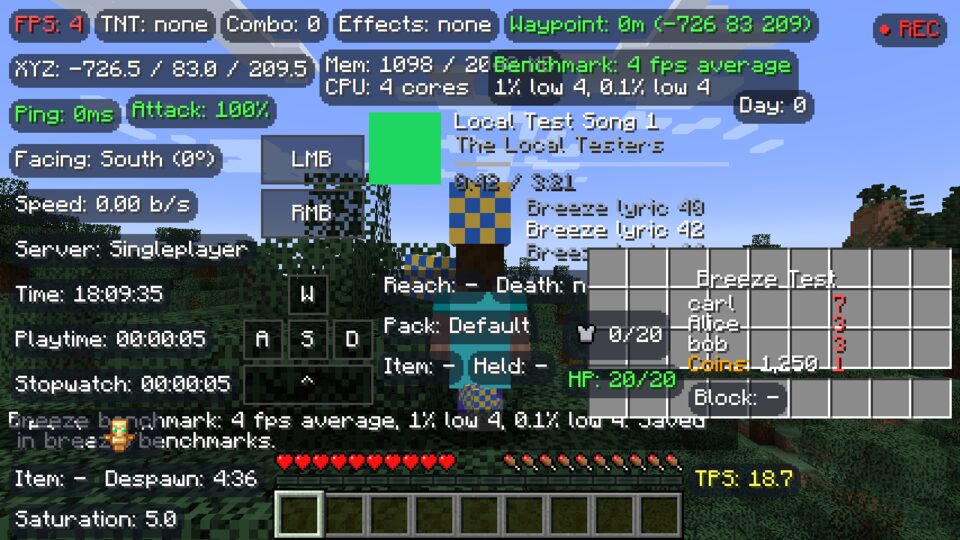 FPS: 4
TNT: none
Combo: 0
Effects: none
Waypoint: 0m (-726 83 209)
REC
XYZ: -726.5 / 83.0 / 209.5
Mem: 1098 /
Benchmark: 4 fps average
CPU: 4 cores
1% low 4, 0.1% low 4
Day: 0
Ping: 0ms
Attack: 100%
Local Test Song 1
The Local Testers
0:42 / 3:21
Facing: South (0°)
LMB
Speed: 0.00 b/s
RMB
Breeze lyric 40
Breeze lyric 42
Breeze
Server: Singleplayer
Time: 18:09:35
W
Reach: - Death:
Breeze Test
carl 7
Alice 3
bob 3
Coins: 1,250 1
Playtime: 00:00:05
A
S
D
Pack: Default
0/20
Stopwatch: 00:00:05
^
Item: - Held: -
HP: 20/20
Block: -
Breeze benchmark: 4 fps average, 1% low 4, 0.1% low 4. Saved
in benchmarks.
Item: - Despawn: 4:36
TPS: 18.7
Saturation: 5.0